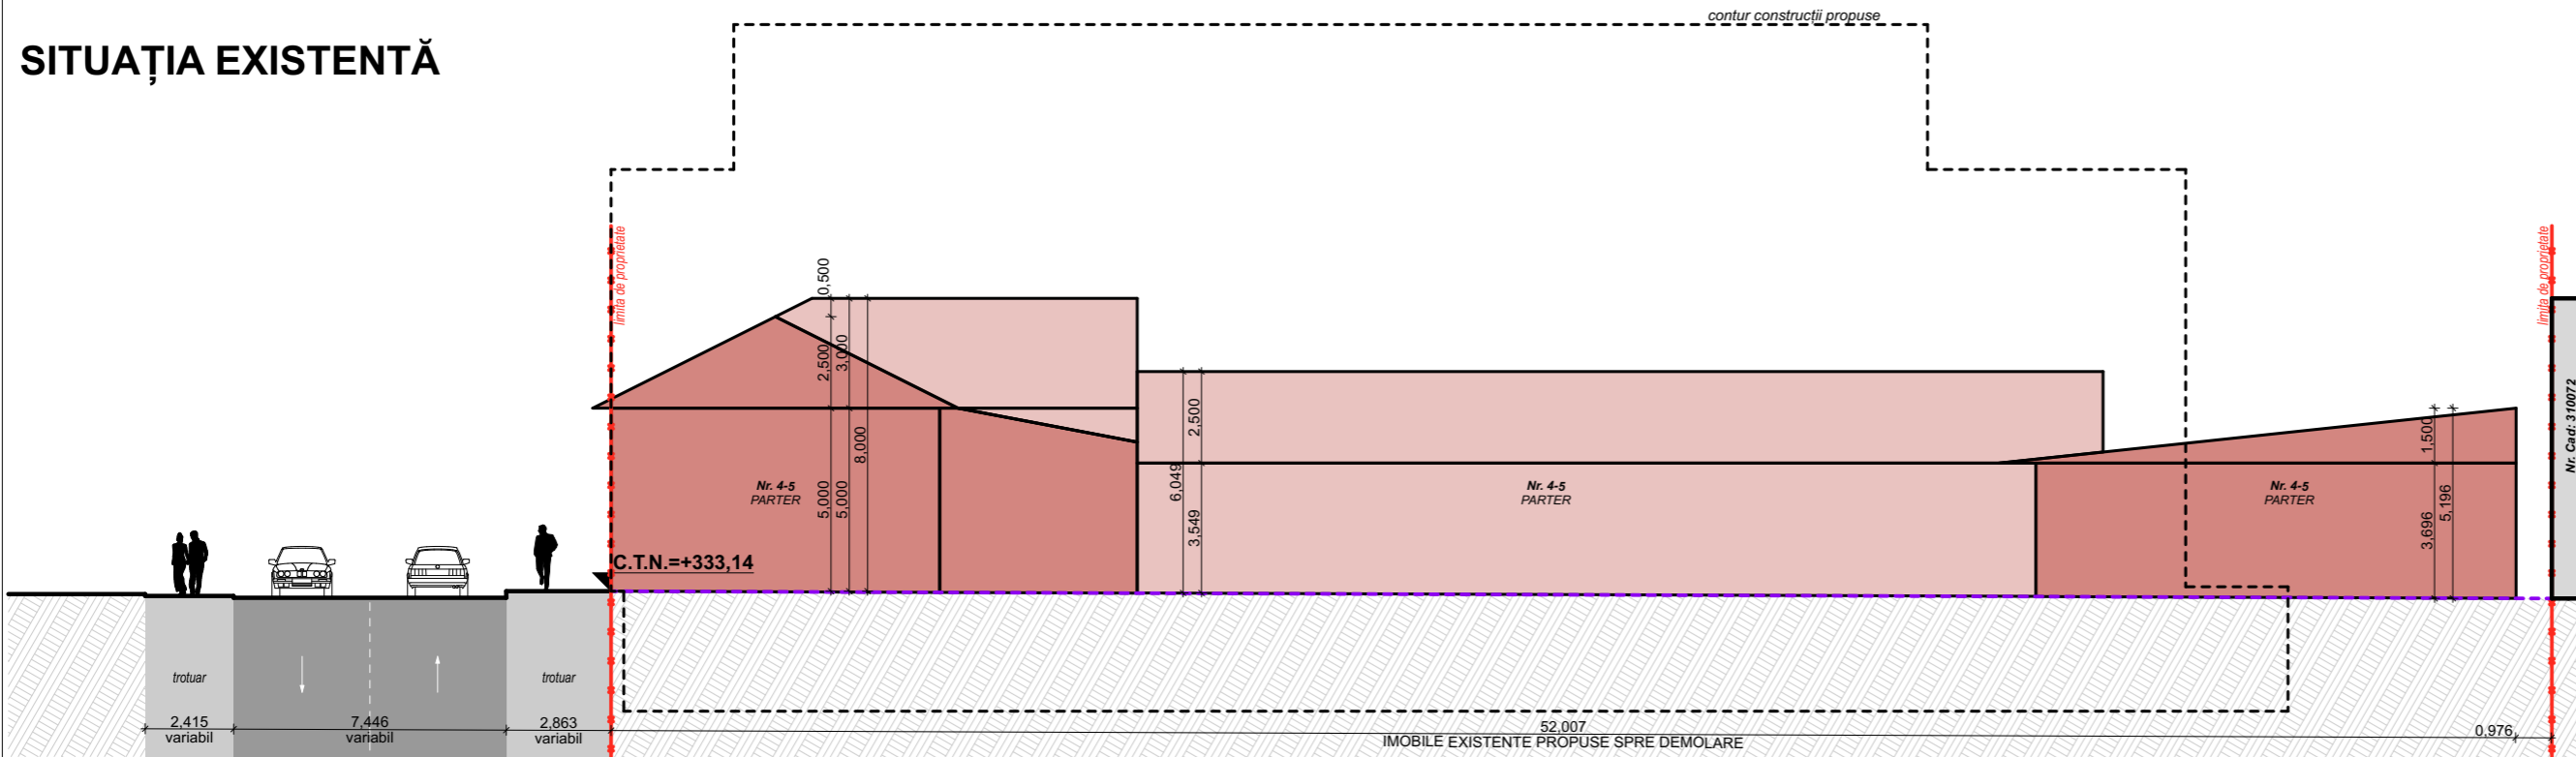 contur construcții propuse
SITUAȚIA EXISTENTĂ
limita de proprietate
limita de proprietate
0,500
2,500
3,000
8,000
5,000
5,000
2,500
6,049
3,549
1,500
5,196
3,696
Nr. Cad: 310072
Nr. 4-5
PARTER
Nr. 4-5
PARTER
Nr. 4-5
PARTER
C.T.N.=+333,14
trotuar
trotuar
2,415
variabil
7,446
variabil
2,863
variabil
52,007
IMOBILE EXISTENTE PROPUSE SPRE DEMOLARE
0,976